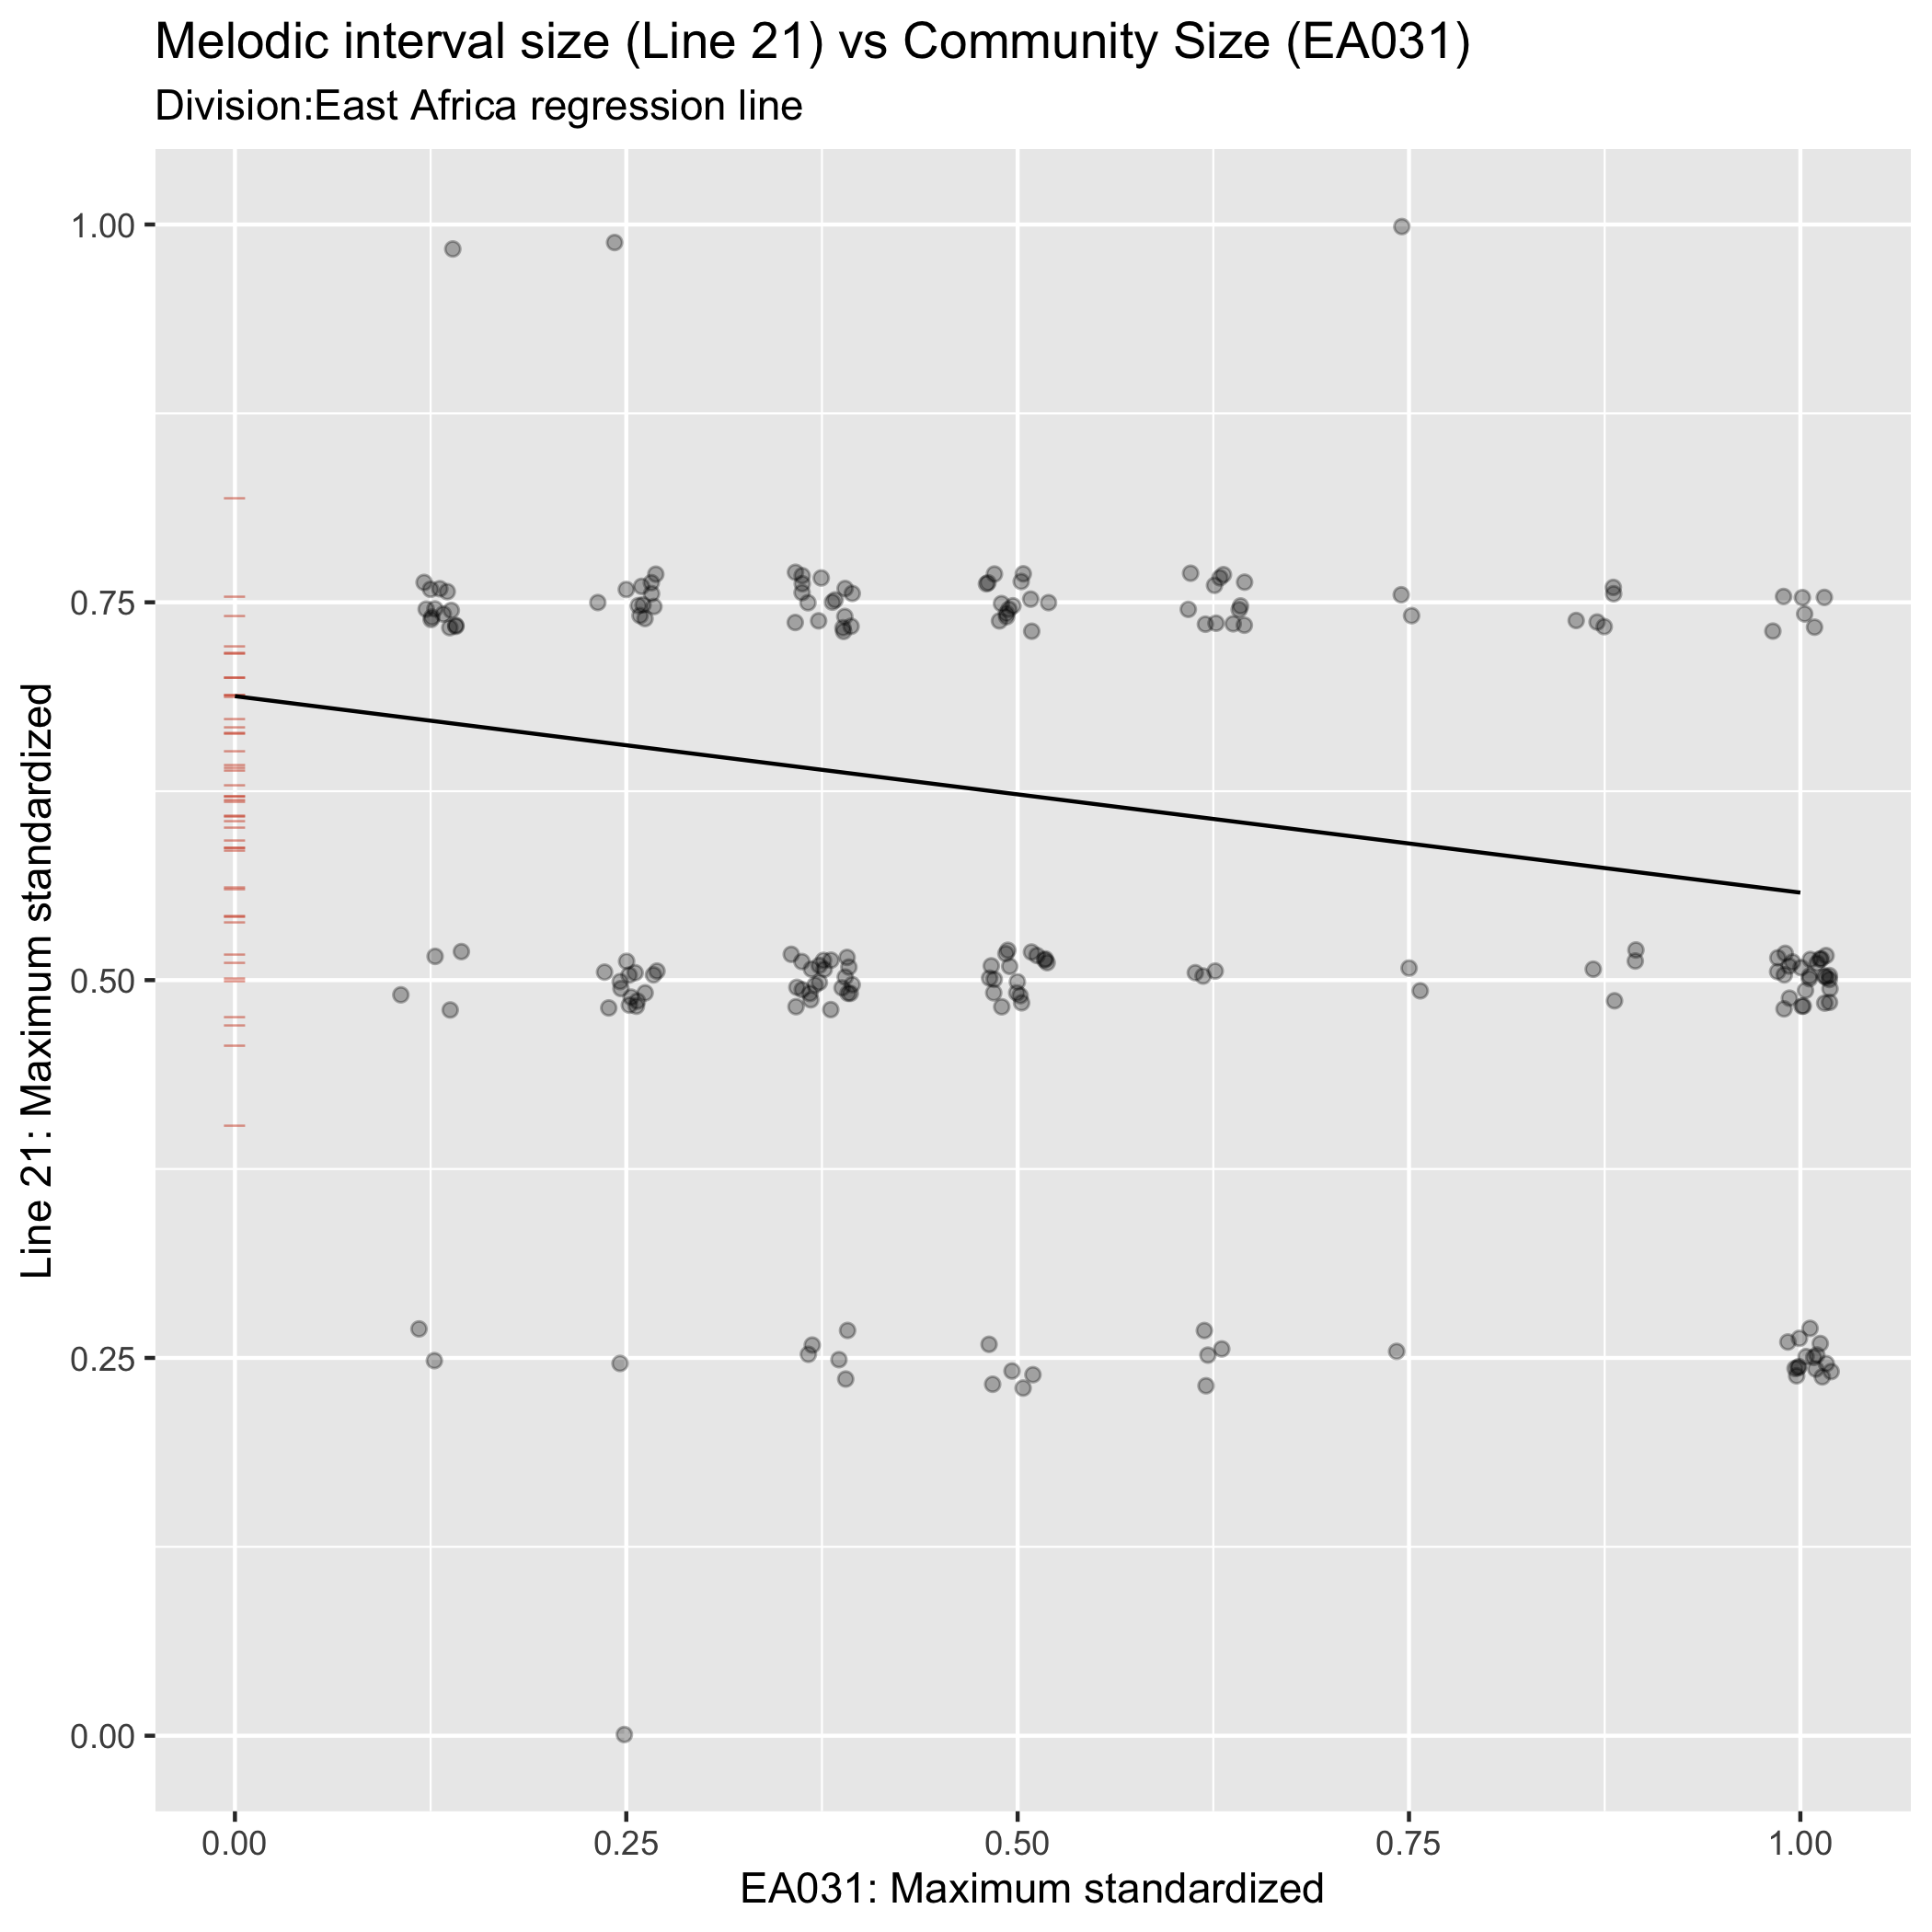 Melodic interval size (Line 21) vs Community Size (EA031)
Division:East Africa regression line
Line 21: Maximum standardized
1.00
0.75
0.50
0.25
0.00
0.00
0.25
0.50
0.75
1.00
EA031: Maximum standardized